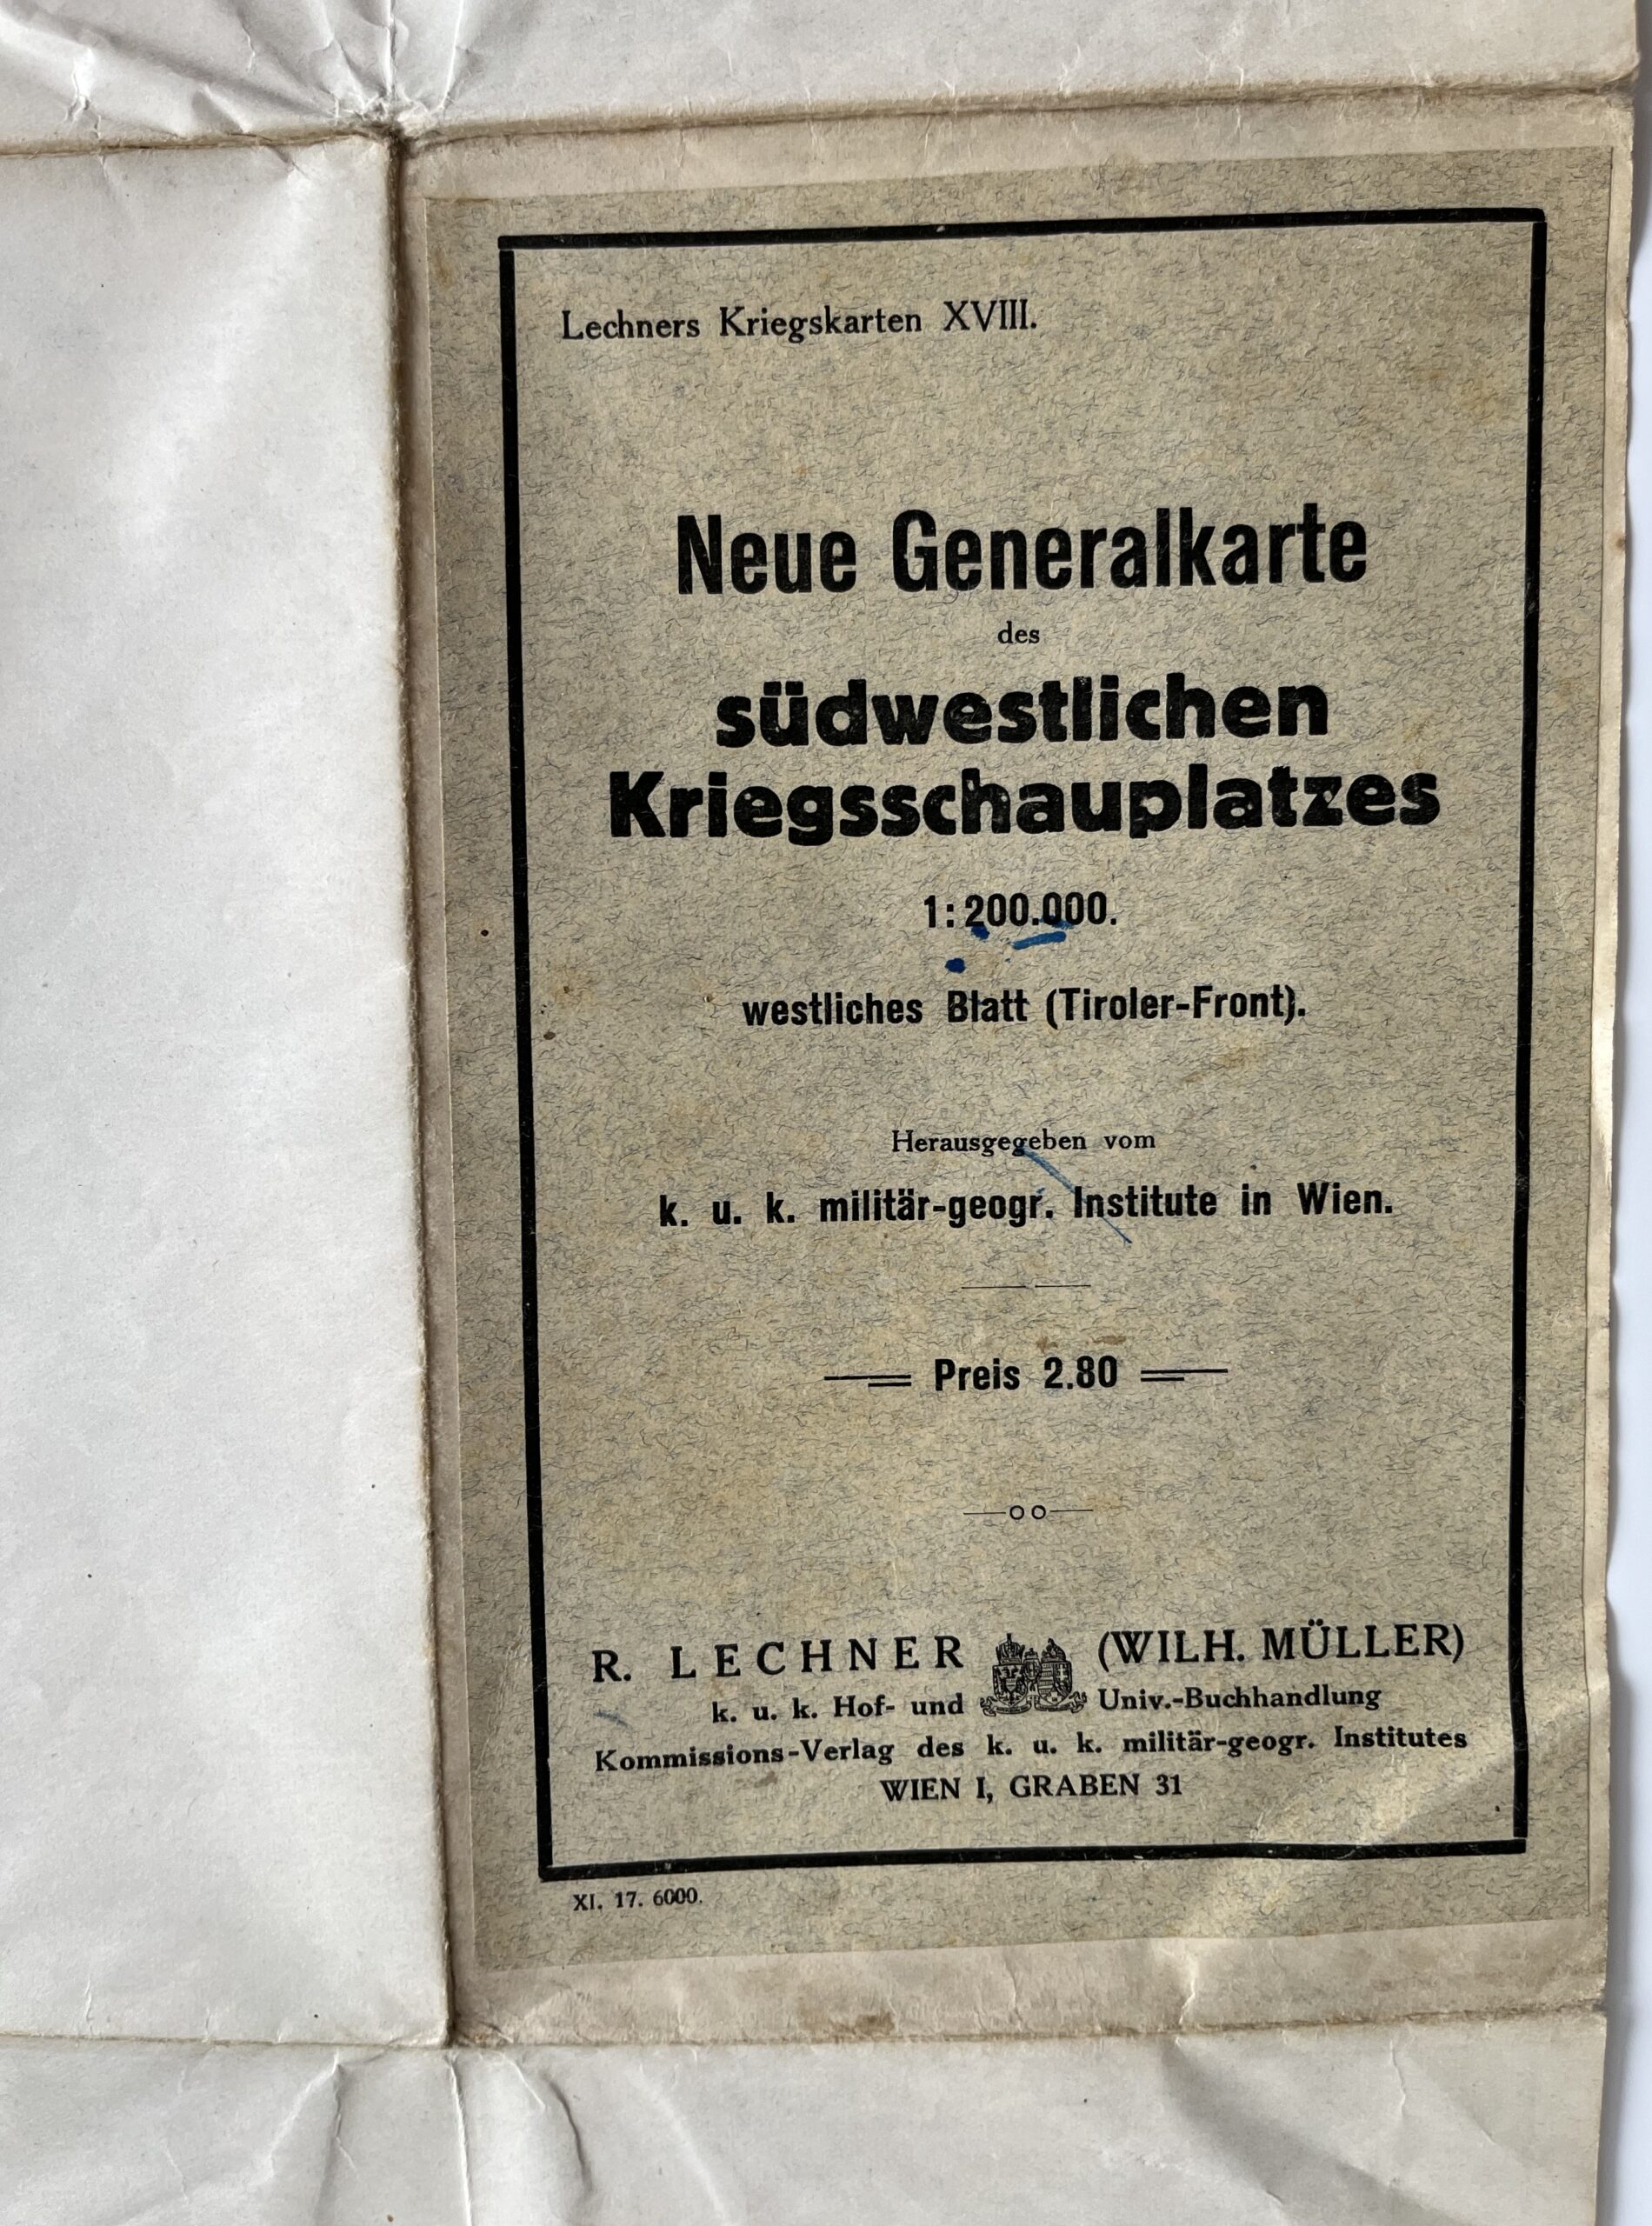 Lechners Kriegskarten XVIII.
Neue Generalkarte
des
südwestlichen
Kriegsschauplatzes
1:200.000.
westliches Blatt (Tiroler-Front).
Herausgegeben vom
k. u. k. militär-geogr. Institute in Wien.
Preis 2.80
R. LECHNER (WILH. MÜLLER)
k. u. k. Hof- und Univ.-Buchhandlung
Kommissions-Verlag des k. u. k. militär-geogr. Institutes
WIEN I, GRABEN 31
XI. 17. 6000.